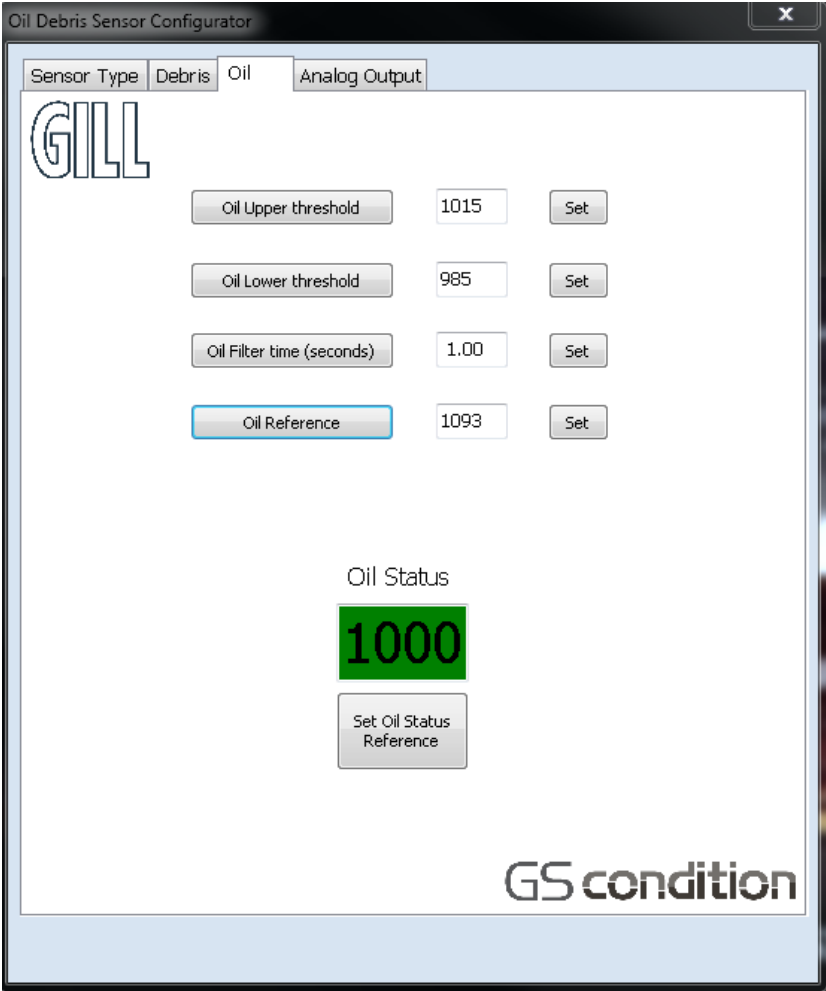 Oil Debris Sensor Configurator
x
Sensor Type Debris Oil Analog Output
GILL
Oil Upper threshold 1015 Set
Oil Lower threshold 985 Set
Oil Filter time (seconds) 1.00 Set
Oil Reference 1093 Set
Oil Status
1000
Set Oil Status
Reference
GS condition